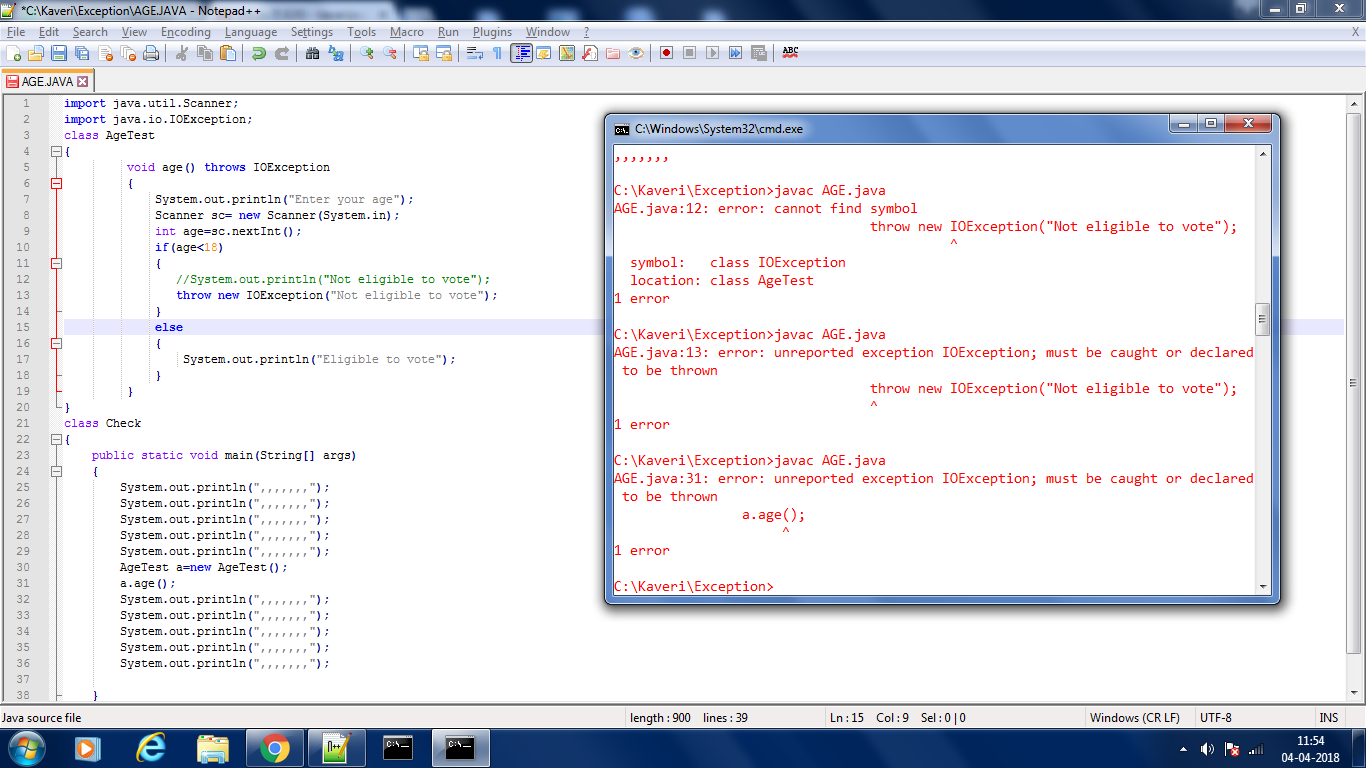 *C:\Kaveri\Exception\AGE.JAVA - Notepad++
File Edit Search View Encoding Language Settings Tools Macro Run Plugins Window ? X
ABC
AGE.JAVA
1 import java.util.Scanner;
2 import java.io.IOException;
3 class AgeTest
4 {
5 void age() throws IOException
6 {
7 System.out.println("Enter your age");
8 Scanner sc= new Scanner(System.in);
9 int age=sc.nextInt();
10 if(age<18)
11 {
12 //System.out.println("Not eligible to vote");
13 throw new IOException("Not eligible to vote");
14 }
15 else
16 {
17 System.out.println("Eligible to vote");
18 }
19 }
20 }
21 class Check
22 {
23 public static void main(String[] args)
24 {
25 System.out.println(",,,,,,,");
26 System.out.println(",,,,,,,");
27 System.out.println(",,,,,,,");
28 System.out.println(",,,,,,,");
29 System.out.println(",,,,,,,");
30 AgeTest a=new AgeTest();
31 a.age();
32 System.out.println(",,,,,,,");
33 System.out.println(",,,,,,,");
34 System.out.println(",,,,,,,");
35 System.out.println(",,,,,,,");
36 System.out.println(",,,,,,,");
37
38 }
C:\Windows\System32\cmd.exe
,,,,,,,
C:\Kaveri\Exception>javac AGE.java
AGE.java:12: error: cannot find symbol
throw new IOException("Not eligible to vote");
^
symbol: class IOException
location: class AgeTest
1 error
C:\Kaveri\Exception>javac AGE.java
AGE.java:13: error: unreported exception IOException; must be caught or declared
to be thrown
throw new IOException("Not eligible to vote");
^
1 error
C:\Kaveri\Exception>javac AGE.java
AGE.java:31: error: unreported exception IOException; must be caught or declared
to be thrown
a.age();
^
1 error
C:\Kaveri\Exception>
Java source file length : 900 lines : 39 Ln : 15 Col : 9 Sel : 0 | 0 Windows (CR LF) UTF-8 INS
11:54
04-04-2018